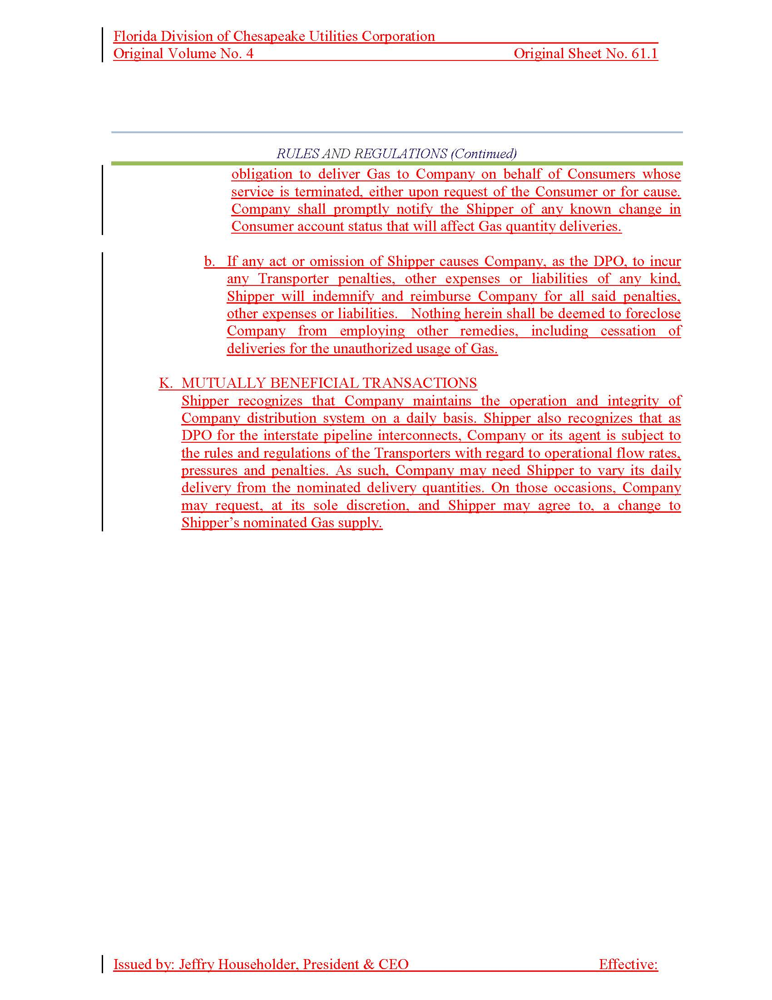 Florida Division of Chesapeake Utilities Corporation
Original Volume No. 4 Original Sheet No. 61.1
RULES AND REGULATIONS (Continued)
obligation to deliver Gas to Company on behalf of Consumers whose
service is terminated, either upon request of the Consumer or for cause.
Company shall promptly notify the Shipper of any known change in
Consumer account status that will affect Gas quantity deliveries.
b. If any act or omission of Shipper causes Company, as the DPO, to incur
any Transporter penalties, other expenses or liabilities of any kind,
Shipper will indemnify and reimburse Company for all said penalties,
other expenses or liabilities. Nothing herein shall be deemed to foreclose
Company from employing other remedies, including cessation of
deliveries for the unauthorized usage of Gas.
K. MUTUALLY BENEFICIAL TRANSACTIONS
Shipper recognizes that Company maintains the operation and integrity of
Company distribution system on a daily basis. Shipper also recognizes that as
DPO for the interstate pipeline interconnects, Company or its agent is subject to
the rules and regulations of the Transporters with regard to operational flow rates,
pressures and penalties. As such, Company may need Shipper to vary its daily
delivery from the nominated delivery quantities. On those occasions, Company
may request, at its sole discretion, and Shipper may agree to, a change to
Shipper’s nominated Gas supply.
Issued by: Jeffry Householder, President & CEO Effective: